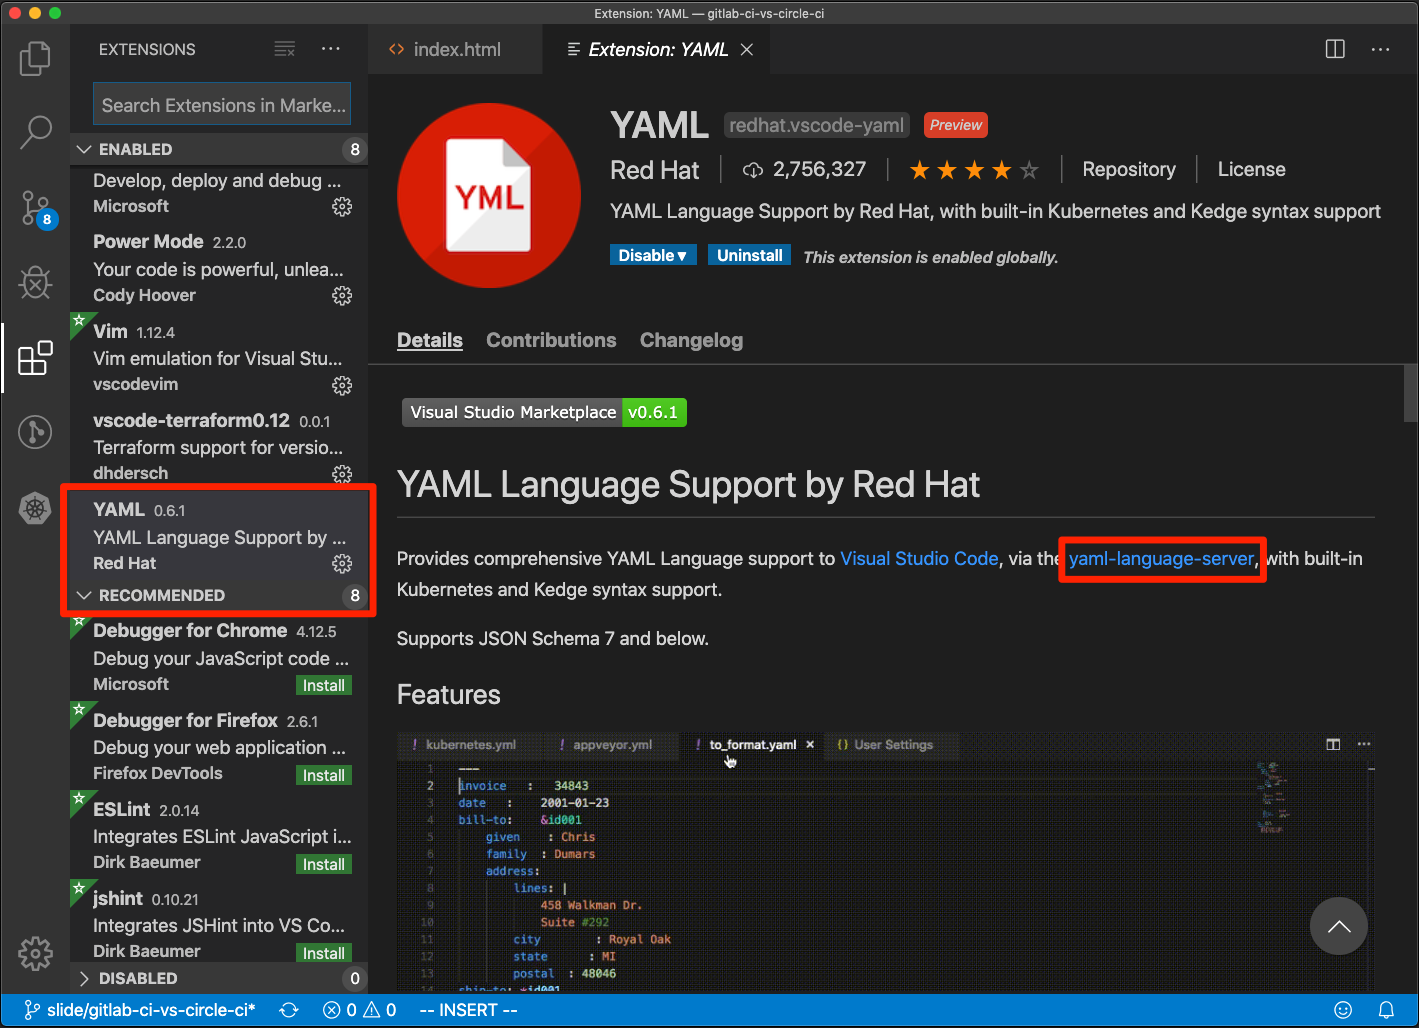 Extension: YAML — gitlab-ci-vs-circle-ci
EXTENSIONS
Search Extensions in Marke...
ENABLED 8
Develop, deploy and debug ...
Microsoft
Power Mode 2.2.0
Your code is powerful, unlea...
Cody Hoover
Vim 1.12.4
Vim emulation for Visual Stu...
vscodevim
vscode-terraform0.12 0.0.1
Terraform support for versio...
dhdersch
YAML 0.6.1
YAML Language Support by ...
Red Hat
RECOMMENDED 8
Debugger for Chrome 4.12.5
Debug your JavaScript code ...
Microsoft Install
Debugger for Firefox 2.6.1
Debug your web application ...
Firefox DevTools Install
ESLint 2.0.14
Integrates ESLint JavaScript i...
Dirk Baeumer Install
jshint 0.10.21
Integrates JSHint into VS Co...
Dirk Baeumer Install
DISABLED 0
8
<> index.html
Extension: YAML
YML
YAML redhat.vscode-yaml Preview
Red Hat 2,756,327 Repository License
YAML Language Support by Red Hat, with built-in Kubernetes and Kedge syntax support
Disable▼ Uninstall This extension is enabled globally.
Details Contributions Changelog
Visual Studio Marketplace v0.6.1
YAML Language Support by Red Hat
Provides comprehensive YAML Language support to Visual Studio Code, via the yaml-language-server, with built-in
Kubernetes and Kedge syntax support.
Supports JSON Schema 7 and below.
Features
! kubernetes.yml ! appveyor.yml ! to_format.yaml × {} User Settings
1 ---
2 invoice : 34843
3 date : 2001-01-23
4 bill-to: &id001
5 given : Chris
6 family : Dumars
7 address:
8 lines: |
9 458 Walkman Dr.
10 Suite #292
11 city : Royal Oak
12 state : MI
13 postal : 48046
14 ship-to: *id001
slide/gitlab-ci-vs-circle-ci* 0 0 -- INSERT --